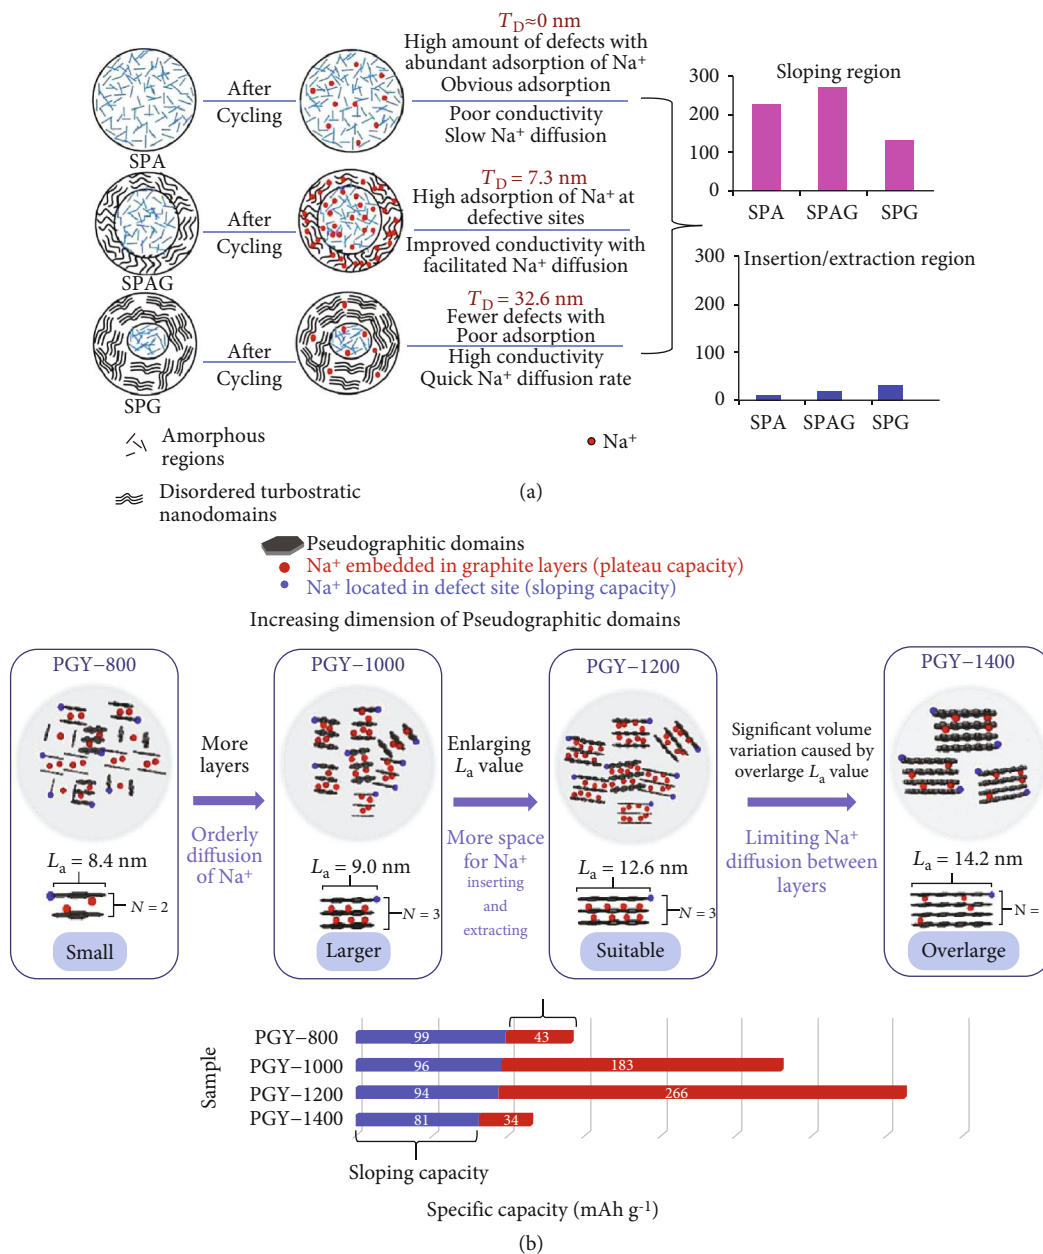 T_D≈0 nm
High amount of defects with
abundant adsorption of Na⁺
Obvious adsorption
Poor conductivity
Slow Na⁺ diffusion
After
Cycling
SPA
T_D = 7.3 nm
High adsorption of Na⁺ at
defective sites
Improved conductivity with
facilitated Na⁺ diffusion
After
Cycling
SPAG
T_D = 32.6 nm
Fewer defects with
Poor adsorption
High conductivity
Quick Na⁺ diffusion rate
After
Cycling
SPG
Sloping region
300
200
100
0
SPA SPAG SPG
Insertion/extraction region
300
200
100
0
SPA SPAG SPG
Amorphous
regions
Na⁺
Disordered turbostratic
nanodomains
(a)
Pseudographitic domains
Na⁺ embedded in graphite layers (plateau capacity)
Na⁺ located in defect site (sloping capacity)
Increasing dimension of Pseudographitic domains
PGY−800
L_a = 8.4 nm
N = 2
Small
More
layers
Orderly
diffusion
of Na⁺
PGY−1000
L_a = 9.0 nm
N = 3
Larger
Enlarging
L_a value
More space
for Na⁺
inserting
and
extracting
PGY−1200
L_a = 12.6 nm
N = 3
Suitable
Significant volume
variation caused by
overlarge L_a value
Limiting Na⁺
diffusion between
layers
PGY−1400
L_a = 14.2 nm
N =
Overlarge
Sample
PGY−800 99 43
PGY−1000 96 183
PGY−1200 94 266
PGY−1400 81 34
Sloping capacity
Specific capacity (mAh g⁻¹)
(b)